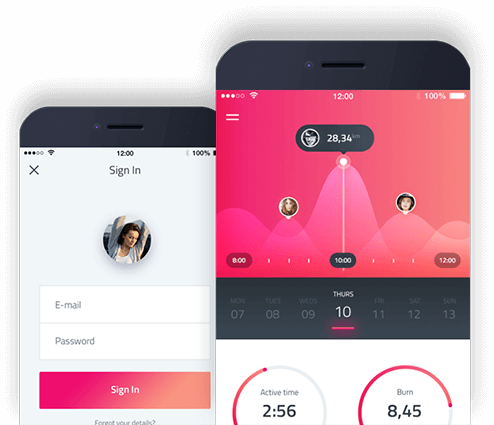 12:00
100%
Sign In
E-mail
Password
Sign In
Forgot your details?
12:00
100%
28,34 km
8:00
10:00
12:00
THURS
MON TUES WEDS FRI SAT SUN
07 08 09 10 11 12 13
Active time
2:56
Burn
8,45